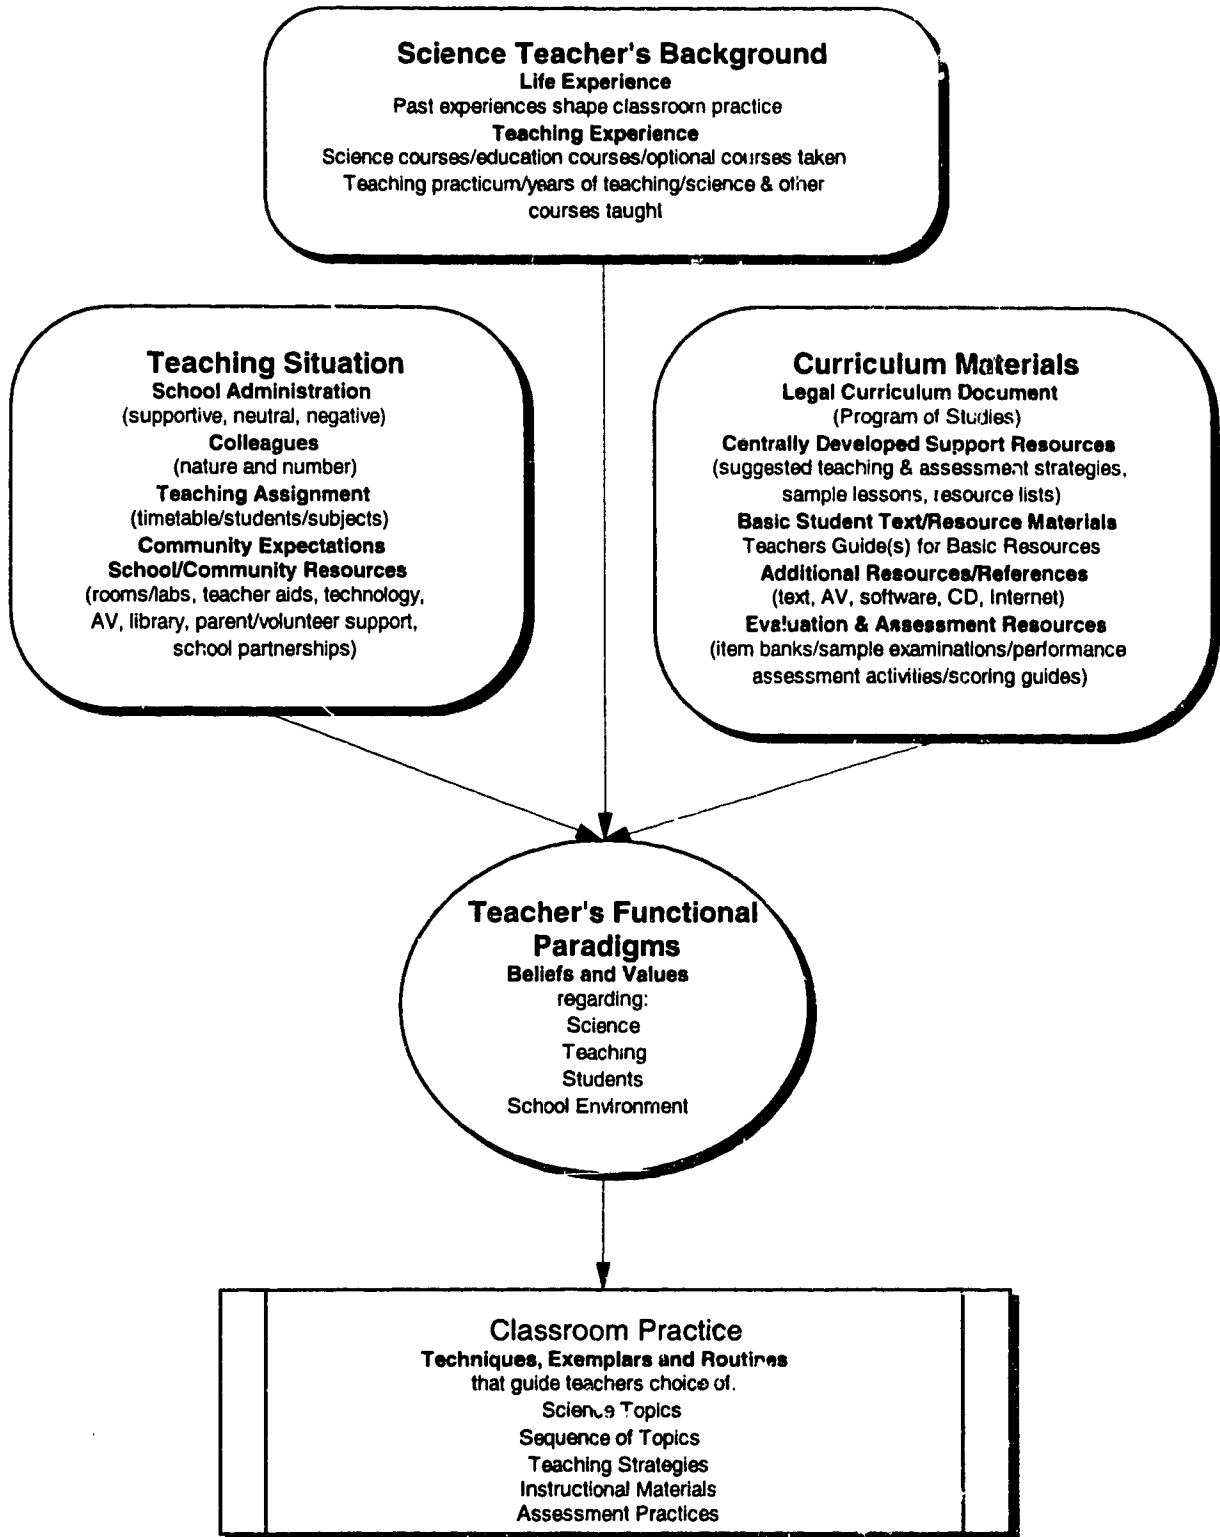 Science Teacher's Background
Life Experience
Past experiences shape classroom practice
Teaching Experience
Science courses/education courses/optional courses taken
Teaching practicum/years of teaching/science & other
courses taught
Teaching Situation
School Administration
(supportive, neutral, negative)
Colleagues
(nature and number)
Teaching Assignment
(timetable/students/subjects)
Community Expectations
School/Community Resources
(rooms/labs, teacher aids, technology,
AV, library, parent/volunteer support,
school partnerships)
Curriculum Materials
Legal Curriculum Document
(Program of Studies)
Centrally Developed Support Resources
(suggested teaching & assessment strategies,
sample lessons, resource lists)
Basic Student Text/Resource Materials
Teachers Guide(s) for Basic Resources
Additional Resources/References
(text, AV, software, CD, Internet)
Evaluation & Assessment Resources
(item banks/sample examinations/performance
assessment activities/scoring guides)
Teacher's Functional
Paradigms
Beliefs and Values
regarding:
Science
Teaching
Students
School Environment
Classroom Practice
Techniques, Exemplars and Routines
that guide teachers choice of.
Science Topics
Sequence of Topics
Teaching Strategies
Instructional Materials
Assessment Practices